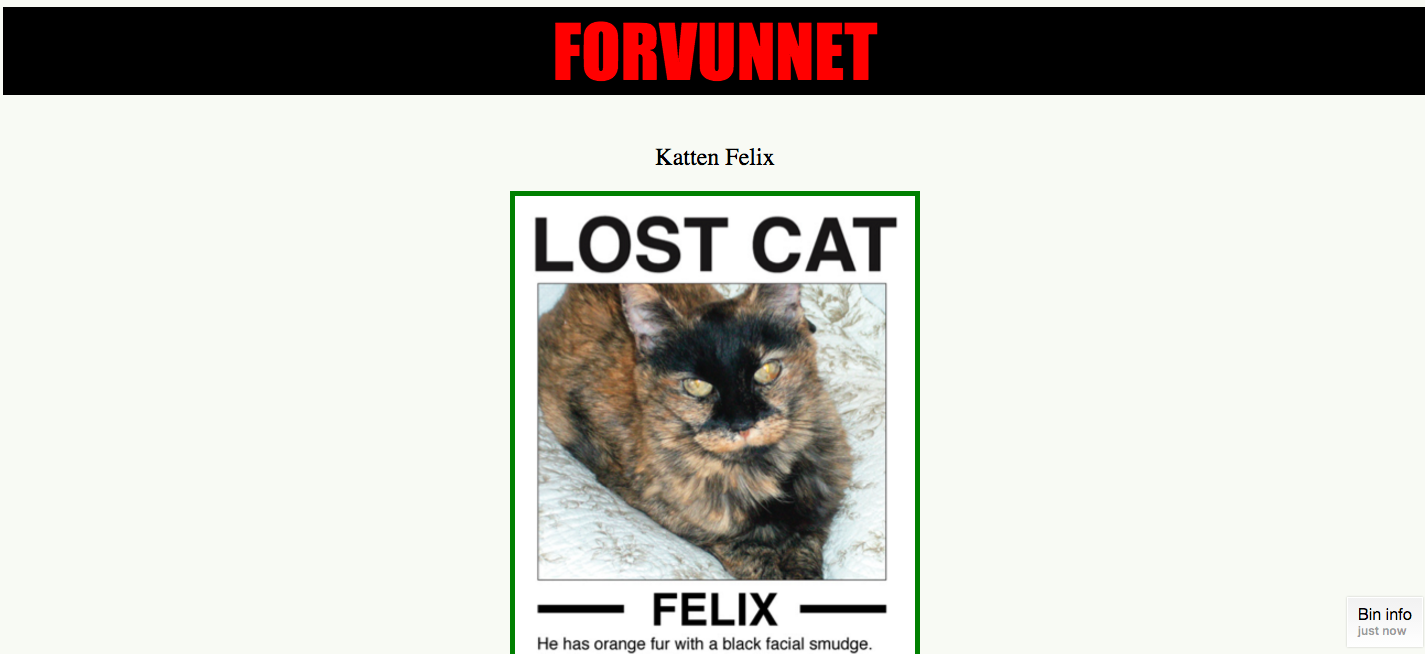 FORVUNNET
Katten Felix
LOST CAT
FELIX
He has orange fur with a black facial smudge.
Bin info
just now